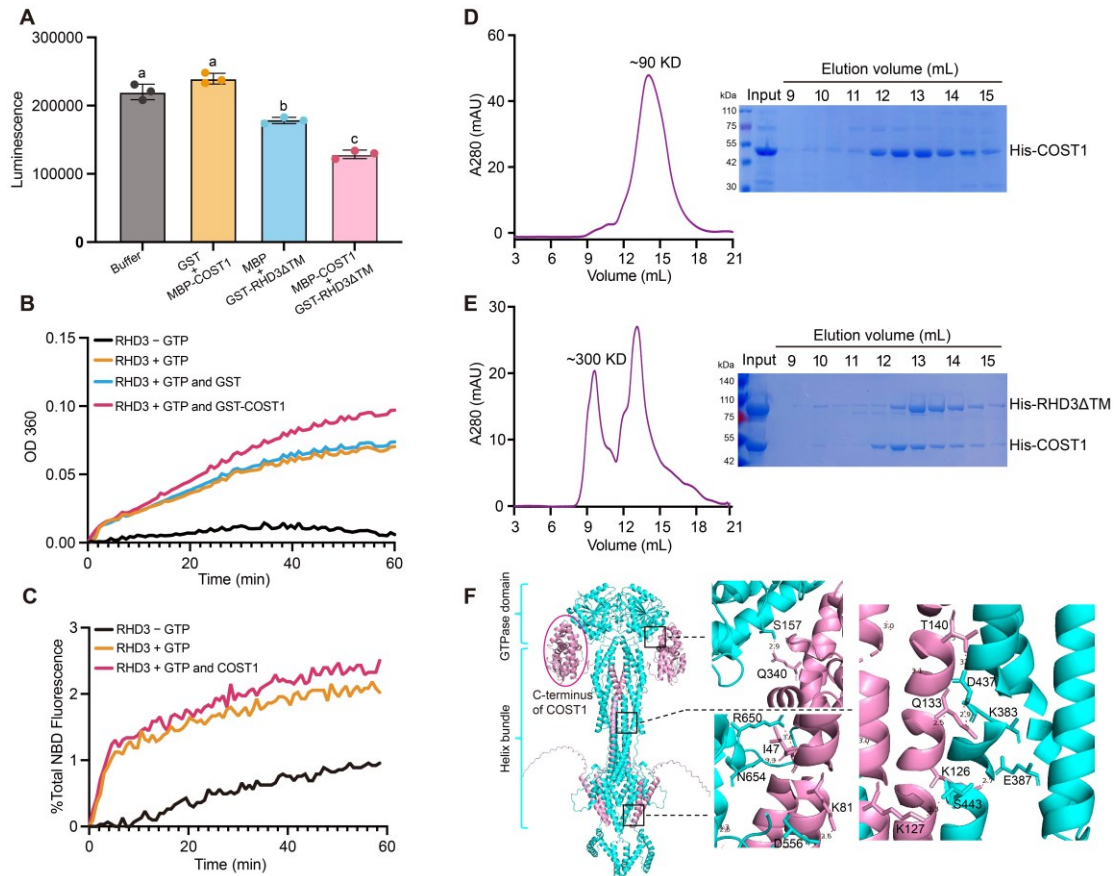 A
300000
200000
100000
0
Luminescence
a
a
b
c
Buffer
GST
+
MBP-COST1
MBP
+
GST-RHD3ΔTM
MBP-COST1
+
GST-RHD3ΔTM
B
RHD3 − GTP
RHD3 + GTP
RHD3 + GTP and GST
RHD3 + GTP and GST-COST1
0.15
0.10
0.05
0.00
OD 360
0 20 40 60
Time (min)
C
RHD3 − GTP
RHD3 + GTP
RHD3 + GTP and COST1
3
2
1
0
%Total NBD Fluorescence
0 20 40 60
Time (min)
D
60
40
20
0
A280 (mAU)
~90 KD
3 6 9 12 15 18 21
Volume (mL)
Elution volume (mL)
kDa Input 9 10 11 12 13 14 15
110
75
55
42
30
His-COST1
E
30
20
10
0
A280 (mAU)
~300 KD
3 6 9 12 15 18 21
Volume (mL)
Elution volume (mL)
kDa Input 9 10 11 12 13 14 15
140
110
75
55
42
His-RHD3ΔTM
His-COST1
F
GTPase domain
Helix bundle
C-terminus
of COST1
S157
2.9
Q340
R650
I47
N654
K81
D556
T140
D437
Q133
K383
2.9
K126
E387
S443
K127